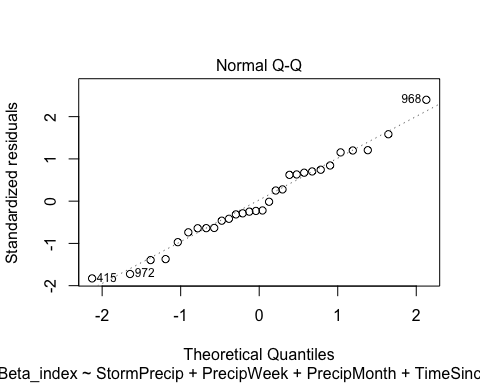 Normal Q-Q
Standardized residuals
2
1
0
-1
-2
968
972
415
-2 -1 0 1 2
Theoretical Quantiles
Beta_index ~ StormPrecip + PrecipWeek + PrecipMonth + TimeSinc